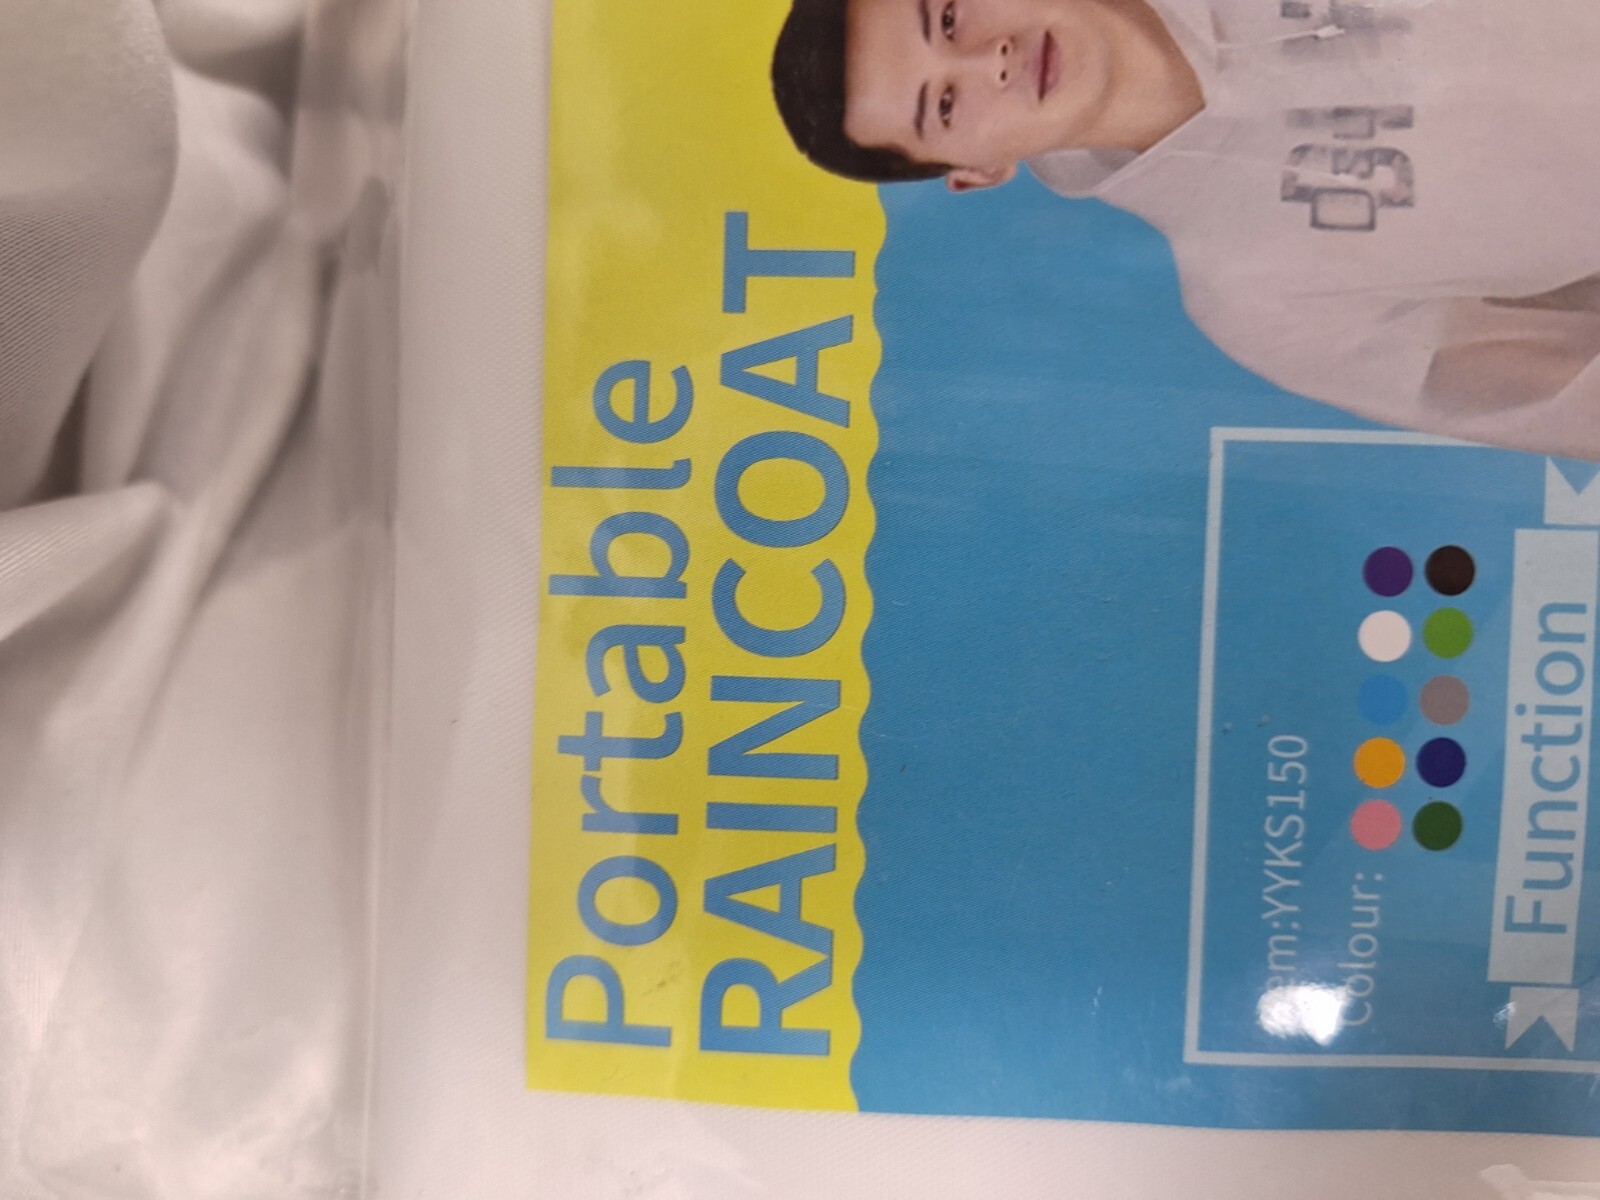 Portable
RAINCOAT
em:YYKS150
Colour:
Function